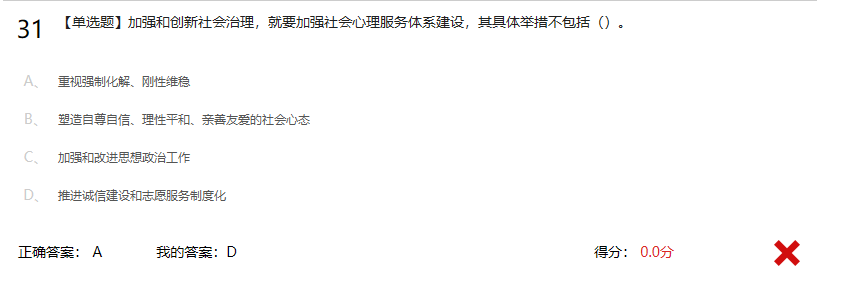 31 【单选题】加强和创新社会治理，就要加强社会心理服务体系建设，其具体举措不包括（）。
A、 重视强制化解、刚性维稳
B、 塑造自尊自信、理性平和、亲善友爱的社会心态
C、 加强和改进思想政治工作
D、 推进诚信建设和志愿服务制度化
正确答案： A 我的答案：D 得分： 0.0分